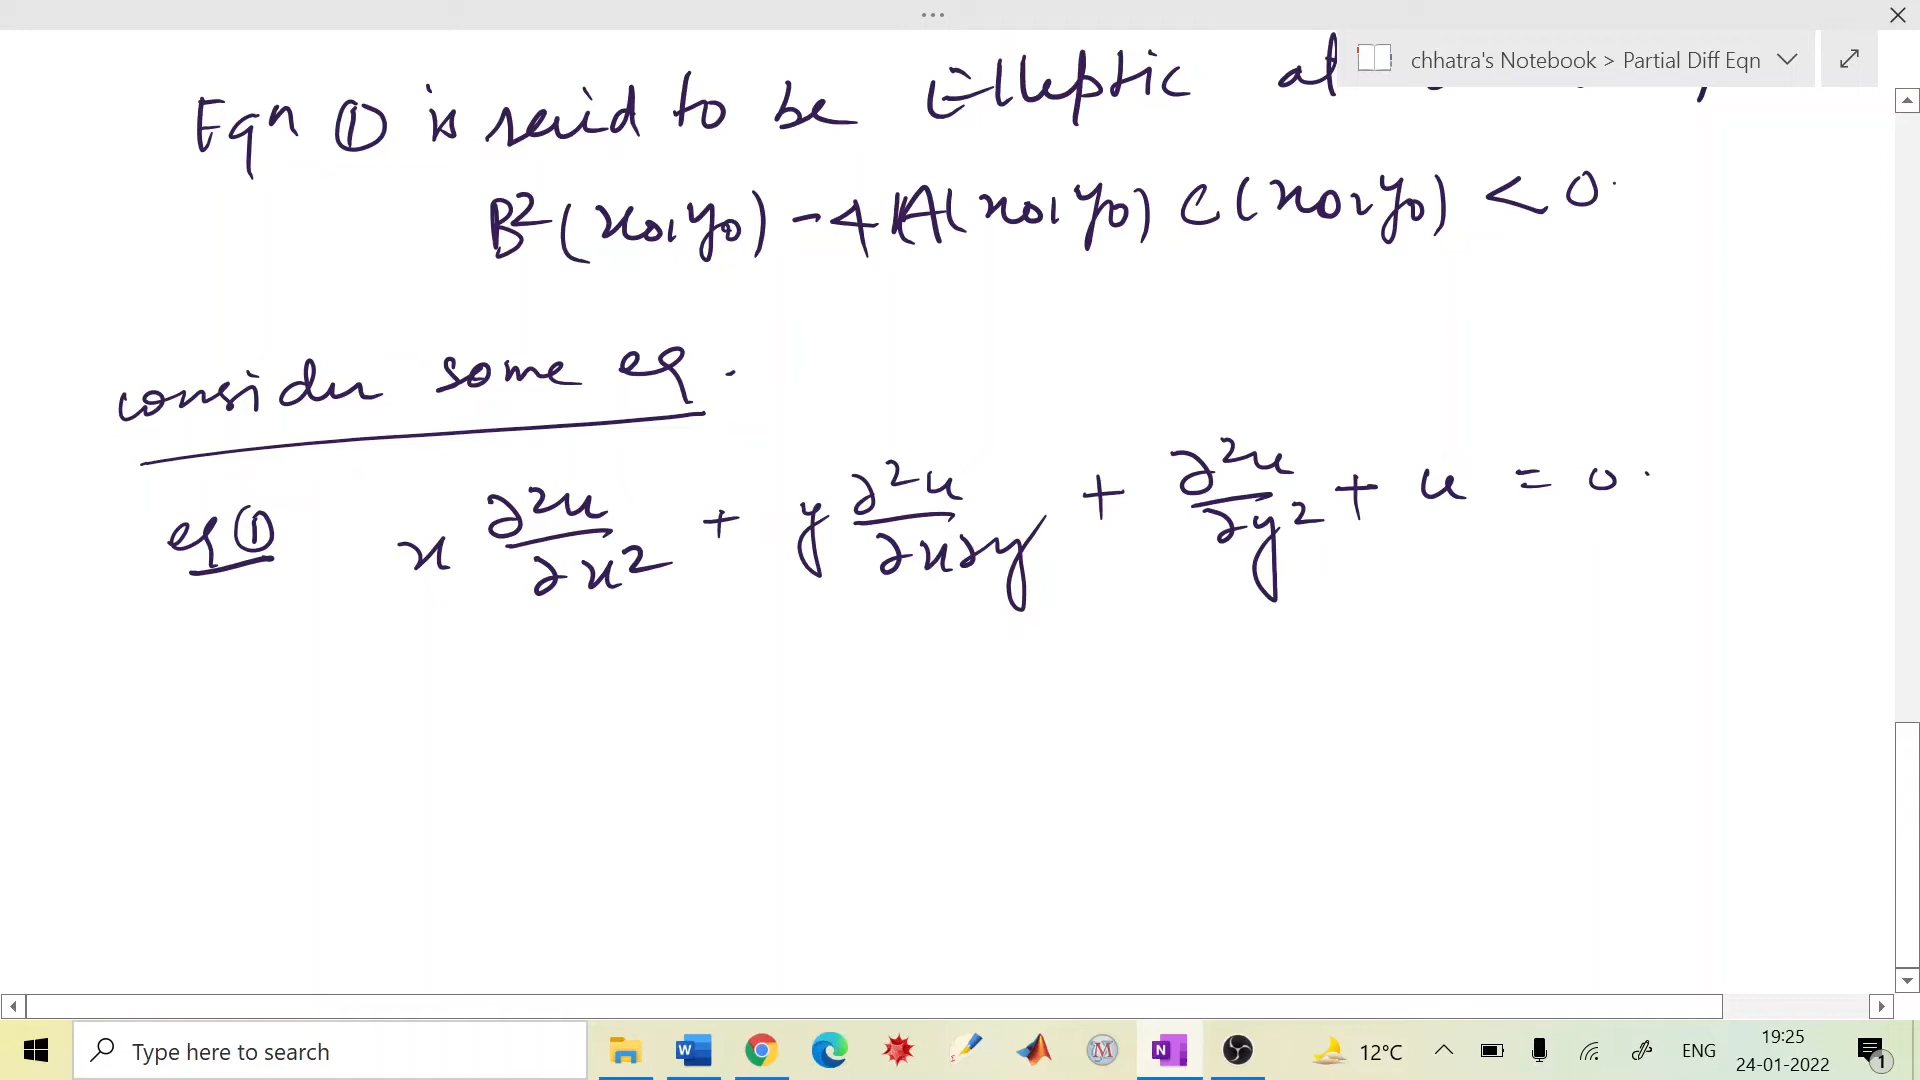 chhatra's Notebook > Partial Diff Eqn
Eqn ① is said to be Elleptic at
B²(x₀, y₀) - 4A(x₀, y₀) C(x₀, y₀) < 0.
consider some eq.
eq ① x ∂²u/∂x² + y ∂²u/∂x∂y + ∂²u/∂y² + u = 0.
Type here to search
12°C
ENG
19:25
24-01-2022
1